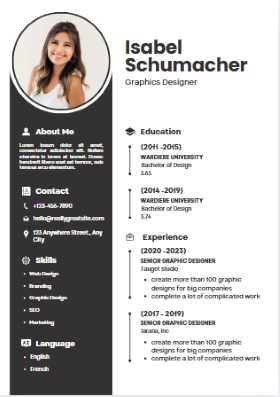 Isabel
Schumacher
Graphics Designer
About Me
Lorem ipsum dolor sit amet,
consectetur adipiscing elit. Nullam
pharetra in lorem at laoreet. Donec
hendrerit libero eget est tempor, quis
tempus arcu elementum.
Contact
+123-456-7890
hello@reallygreatsite.com
123 Anywhere Street., Any
City
Skills
Web Design
Branding
Graphic Design
SEO
Marketing
Language
English
French
Education
(2011 -2015)
WARDIERE UNIVERSITY
Bachelor of Design
3.65
(2014 -2019)
WARDIERE UNIVERSITY
Bachelor of Design
3.74
Experience
(2020 -2023)
SENIOR GRAPHIC DESIGNER
Fauget studio
create more than 100 graphic
designs for big companies
complete a lot of complicated work
(2017 - 2019)
SENIOR GRAPHIC DESIGNER
larana, inc
create more than 100 graphic
designs for big companies
complete a lot of complicated work